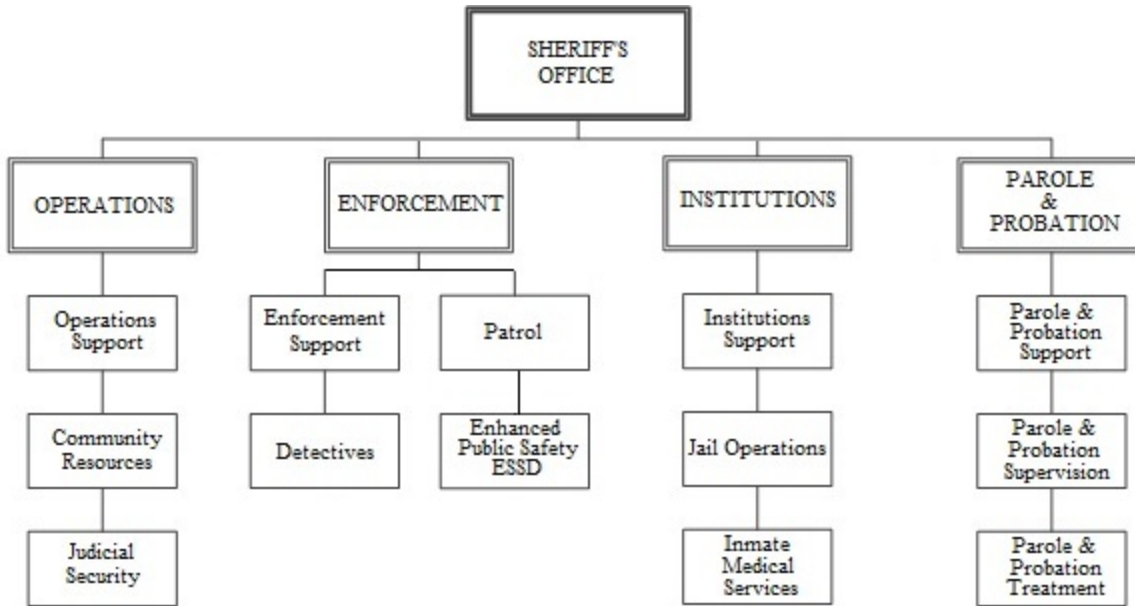 SHERIFF'S
OFFICE
OPERATIONS
ENFORCEMENT
INSTITUTIONS
PAROLE
&
PROBATION
Operations
Support
Enforcement
Support
Patrol
Institutions
Support
Parole &
Probation
Support
Community
Resources
Detectives
Enhanced
Public Safety
ESSD
Jail Operations
Parole &
Probation
Supervision
Judicial
Security
Inmate
Medical
Services
Parole &
Probation
Treatment